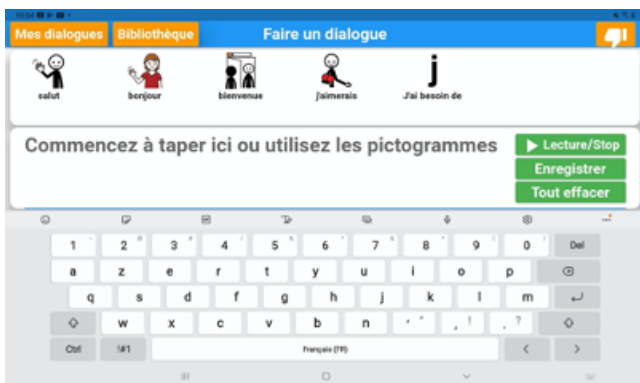 10:54
Mes dialogues Bibliothèque Faire un dialogue
j
salut bonjour bienvenue j'aimerais J'ai besoin de
Commencez à taper ici ou utilisez les pictogrammes
Lecture/Stop
Enregistrer
Tout effacer
1 2 3 4 5 6 7 8 9 0 Del
a z e r t y u i o p
q s d f g h j k l m
w x c v b n ' , ! . ?
Ctrl !#1 Français (FR) < >